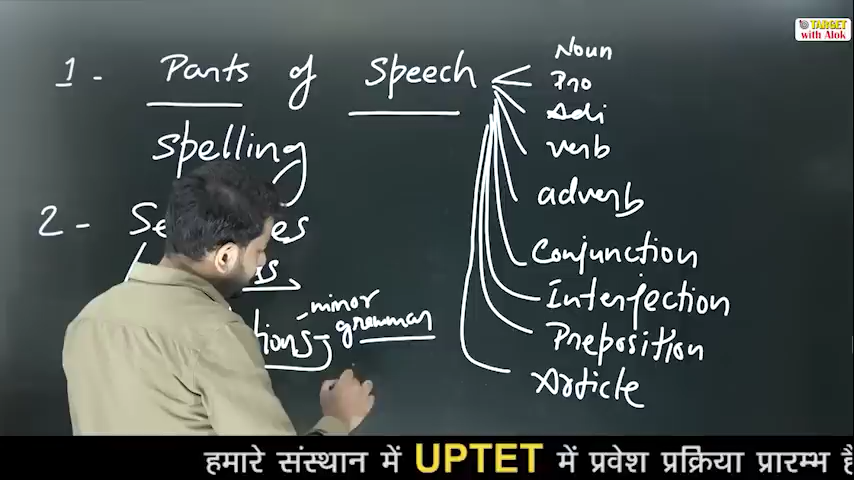 TARGET
with Alok
1 - Parts of Speech
Noun
Pro
Adi
verb
adverb
Conjunction
Interjection
Preposition
Article
Spelling
2 -
minor
grammar
हमारे संस्थान में UPTET में प्रवेश प्रक्रिया प्रारम्भ है